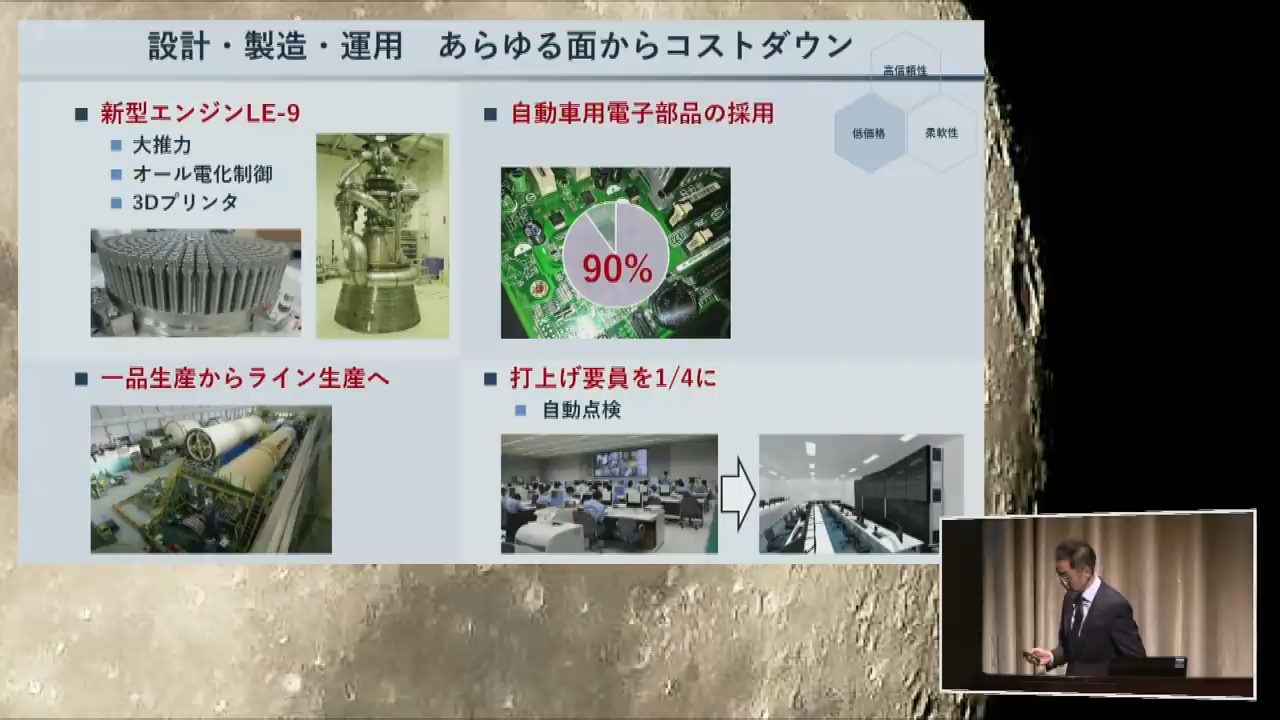 設計・製造・運用　あらゆる面からコストダウン
高信頼性
低価格
柔軟性
■ 新型エンジンLE-9
■ 大推力
■ オール電化制御
■ 3Dプリンタ
■ 自動車用電子部品の採用
90%
■ 一品生産からライン生産へ
■ 打上げ要員を1/4に
■ 自動点検